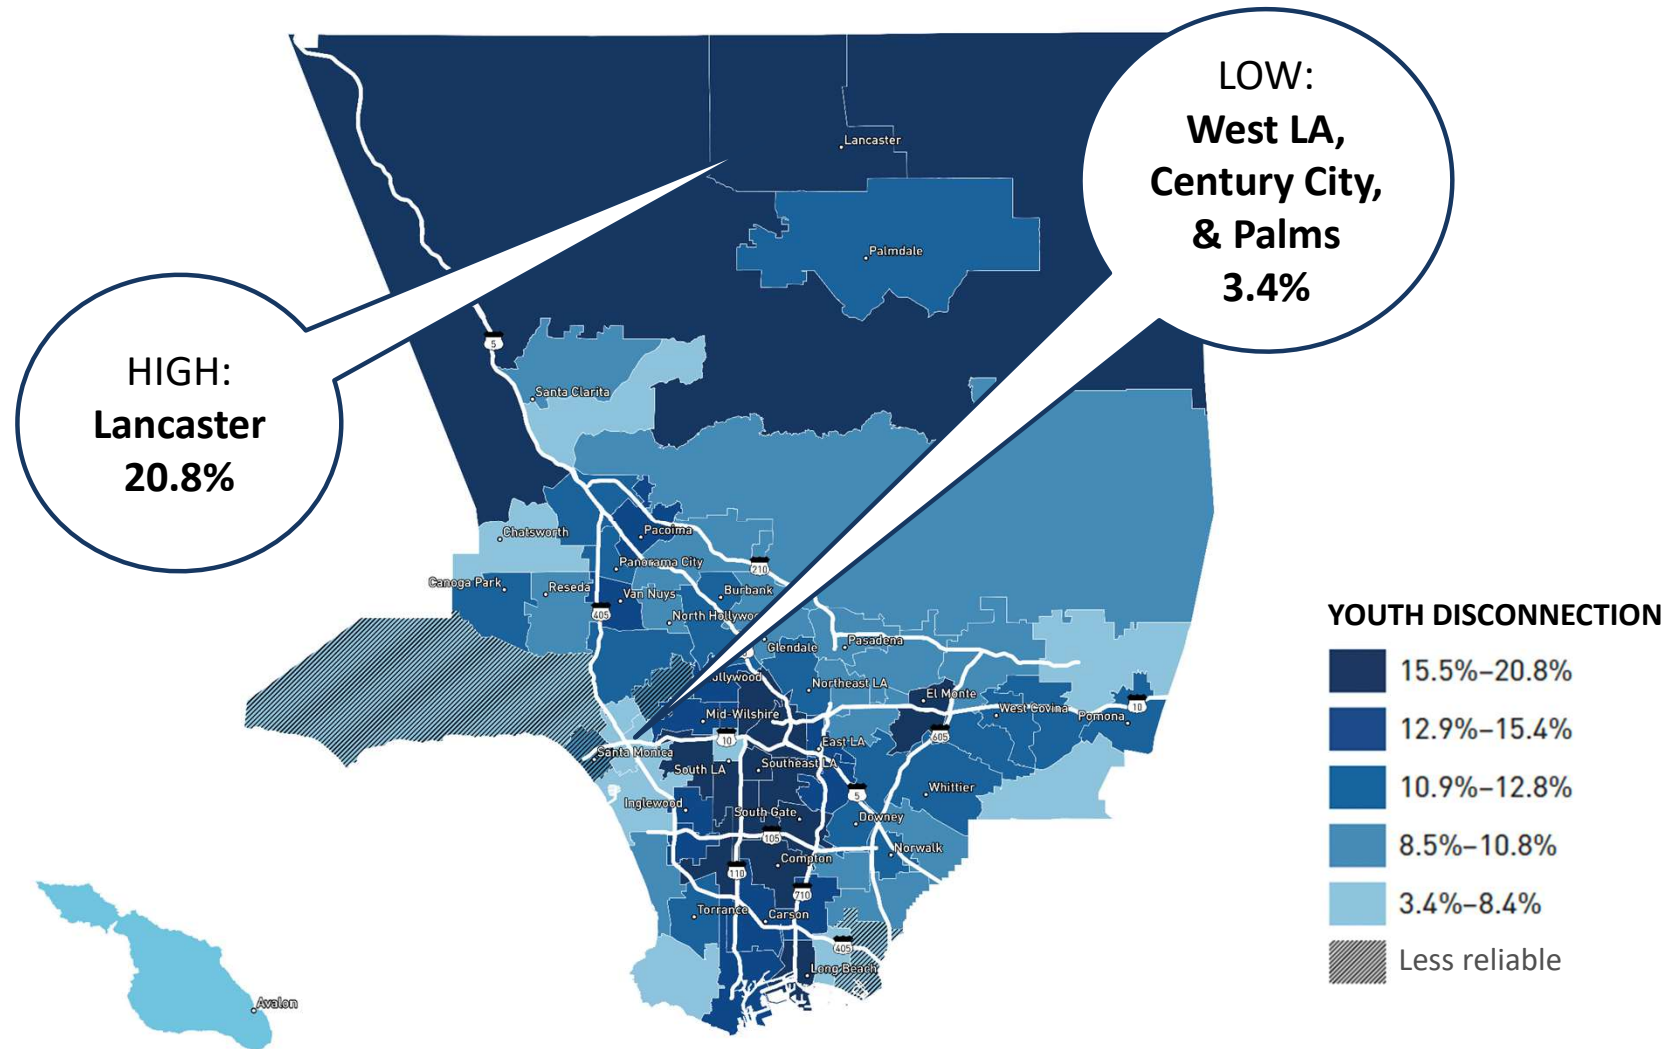 LOW:
West LA,
Century City,
& Palms
3.4%
HIGH:
Lancaster
20.8%
Lancaster
Palmdale
5
Santa Clarita
Chatsworth
Pacoima
Panorama City
210
Canoga Park
Reseda
Van Nuys
Burbank
405
North Hollywoo
Glendale
Pasadena
ollywood
Northeast LA
El Monte
Mid-Wilshire
West Covina
Pomona
10
10
605
Santa Monica
East LA
South LA
Southeast LA
5
Whittier
Inglewood
South Gate
Downey
105
Norwalk
Compton
110
710
Torrance
Carson
405
Long Beach
Avalon
YOUTH DISCONNECTION
15.5%–20.8%
12.9%–15.4%
10.9%–12.8%
8.5%–10.8%
3.4%–8.4%
Less reliable